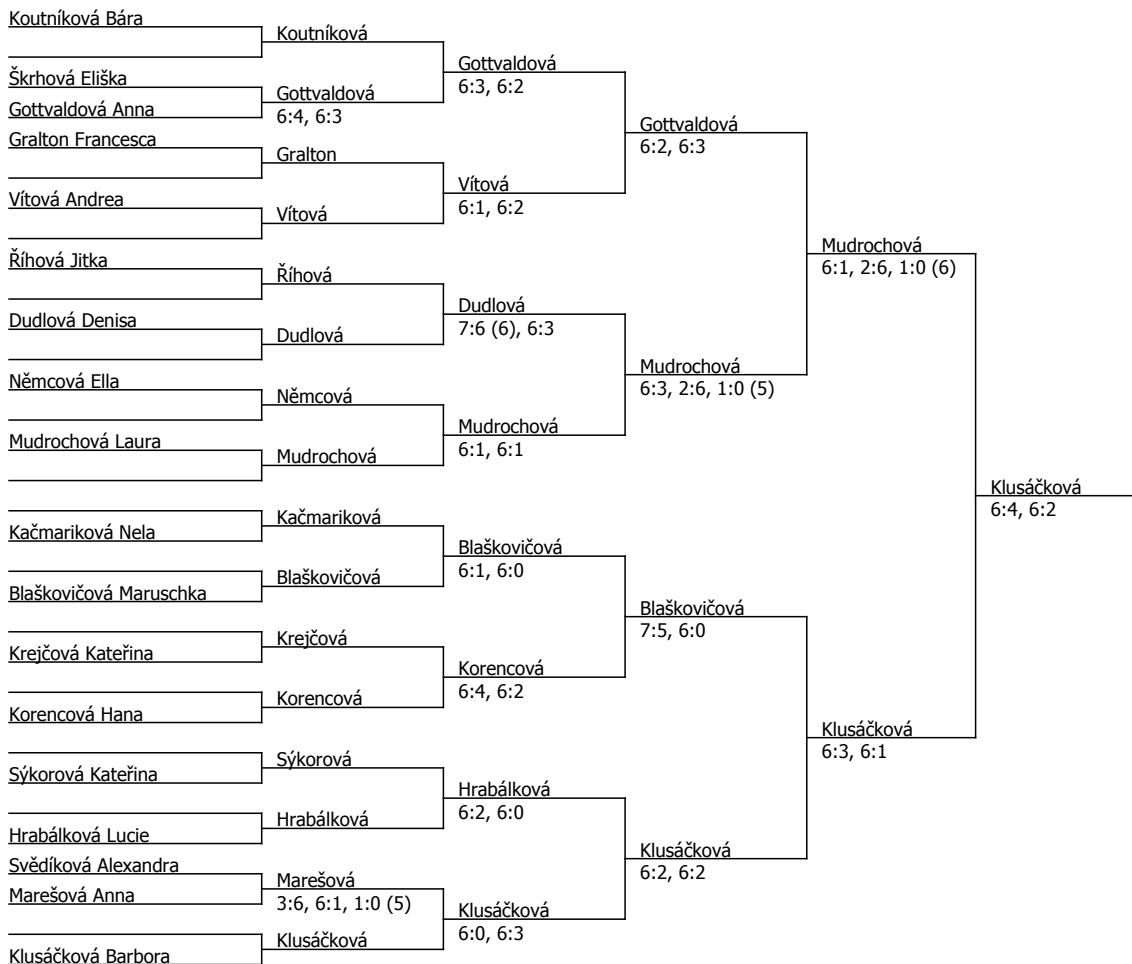 Koutníková Bára
Škrhová Eliška
Gottvaldová Anna
Gralton Francesca
Vítová Andrea
Říhová Jitka
Dudlová Denisa
Němcová Ella
Mudrochová Laura
Kačmariková Nela
Blaškovičová Maruschka
Krejčová Kateřina
Korencová Hana
Sýkorová Kateřina
Hrabálková Lucie
Svědíková Alexandra
Marešová Anna
Klusáčková Barbora
Koutníková
Gottvaldová
6:4, 6:3
Gralton
Vítová
Říhová
Dudlová
Němcová
Mudrochová
Kačmariková
Blaškovičová
Krejčová
Korencová
Sýkorová
Hrabálková
Marešová
3:6, 6:1, 1:0 (5)
Klusáčková
Gottvaldová
6:3, 6:2
Vítová
6:1, 6:2
Dudlová
7:6 (6), 6:3
Mudrochová
6:1, 6:1
Blaškovičová
6:1, 6:0
Korencová
6:4, 6:2
Hrabálková
6:2, 6:0
Klusáčková
6:0, 6:3
Gottvaldová
6:2, 6:3
Mudrochová
6:3, 2:6, 1:0 (5)
Blaškovičová
7:5, 6:0
Klusáčková
6:2, 6:2
Mudrochová
6:1, 2:6, 1:0 (6)
Klusáčková
6:3, 6:1
Klusáčková
6:4, 6:2